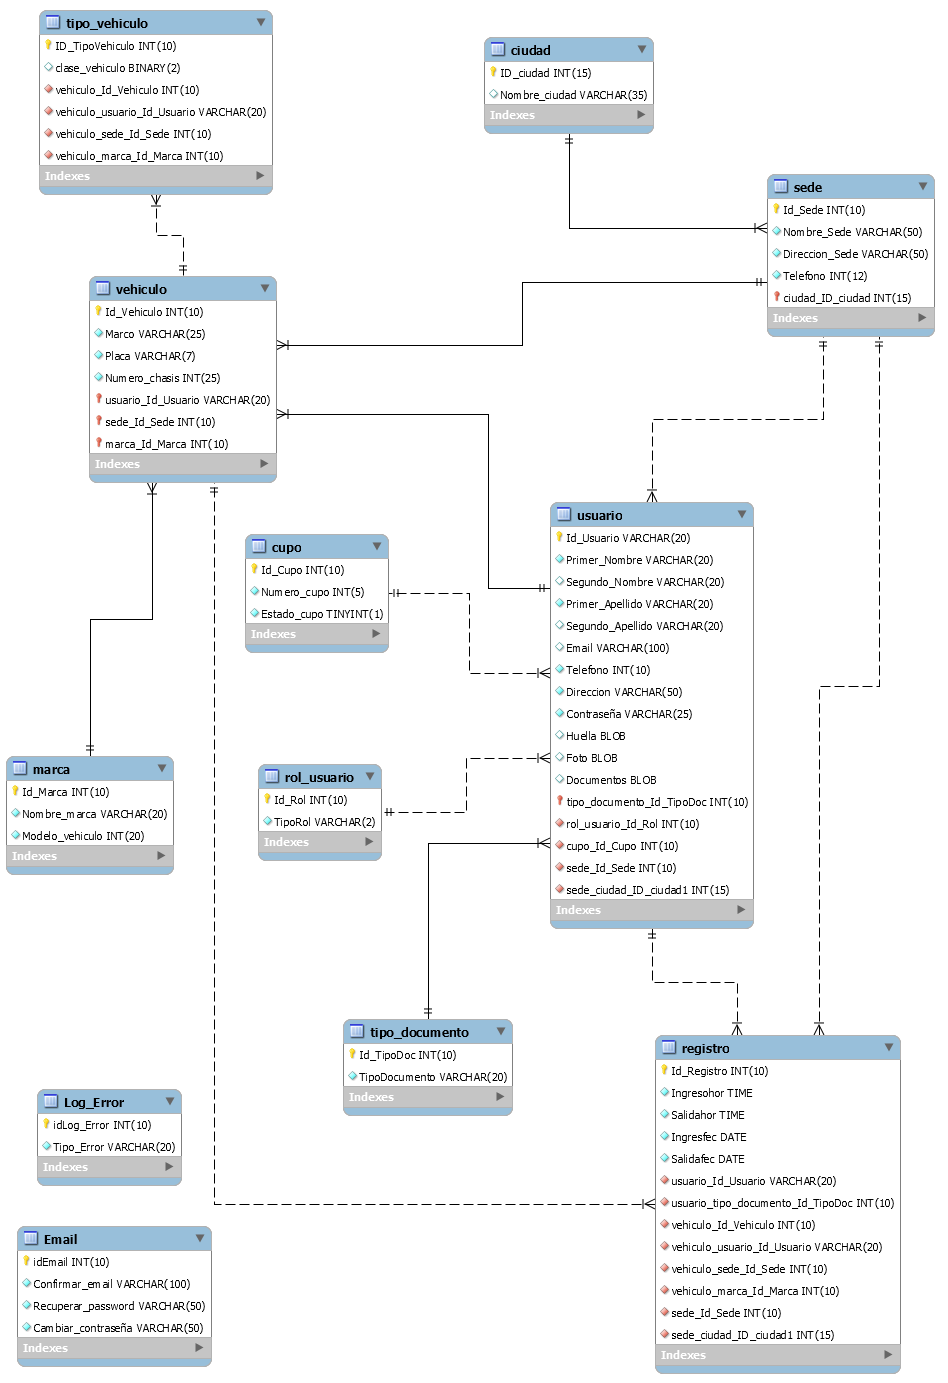 tipo_vehiculo
ID_TipoVehiculo INT(10)
clase_vehiculo BINARY(2)
vehiculo_Id_Vehiculo INT(10)
vehiculo_usuario_Id_Usuario VARCHAR(20)
vehiculo_sede_Id_Sede INT(10)
vehiculo_marca_Id_Marca INT(10)
Indexes
ciudad
ID_ciudad INT(15)
Nombre_ciudad VARCHAR(35)
Indexes
sede
Id_Sede INT(10)
Nombre_Sede VARCHAR(50)
Direccion_Sede VARCHAR(50)
Telefono INT(12)
ciudad_ID_ciudad INT(15)
Indexes
vehiculo
Id_Vehiculo INT(10)
Marco VARCHAR(25)
Placa VARCHAR(7)
Numero_chasis INT(25)
usuario_Id_Usuario VARCHAR(20)
sede_Id_Sede INT(10)
marca_Id_Marca INT(10)
Indexes
usuario
Id_Usuario VARCHAR(20)
Primer_Nombre VARCHAR(20)
Segundo_Nombre VARCHAR(20)
Primer_Apellido VARCHAR(20)
Segundo_Apellido VARCHAR(20)
Email VARCHAR(100)
Telefono INT(10)
Direccion VARCHAR(50)
Contraseña VARCHAR(25)
Huella BLOB
Foto BLOB
Documentos BLOB
tipo_documento_Id_TipoDoc INT(10)
rol_usuario_Id_Rol INT(10)
cupo_Id_Cupo INT(10)
sede_Id_Sede INT(10)
sede_ciudad_ID_ciudad1 INT(15)
Indexes
cupo
Id_Cupo INT(10)
Numero_cupo INT(5)
Estado_cupo TINYINT(1)
Indexes
marca
Id_Marca INT(10)
Nombre_marca VARCHAR(20)
Modelo_vehiculo INT(20)
Indexes
rol_usuario
Id_Rol INT(10)
TipoRol VARCHAR(2)
Indexes
tipo_documento
Id_TipoDoc INT(10)
TipoDocumento VARCHAR(20)
Indexes
registro
Id_Registro INT(10)
Ingresohor TIME
Salidahor TIME
Ingresfec DATE
Salidafec DATE
usuario_Id_Usuario VARCHAR(20)
usuario_tipo_documento_Id_TipoDoc INT(10)
vehiculo_Id_Vehiculo INT(10)
vehiculo_usuario_Id_Usuario VARCHAR(20)
vehiculo_sede_Id_Sede INT(10)
vehiculo_marca_Id_Marca INT(10)
sede_Id_Sede INT(10)
sede_ciudad_ID_ciudad1 INT(15)
Indexes
Log_Error
idLog_Error INT(10)
Tipo_Error VARCHAR(20)
Indexes
Email
idEmail INT(10)
Confirmar_email VARCHAR(100)
Recuperar_password VARCHAR(50)
Cambiar_contraseña VARCHAR(50)
Indexes